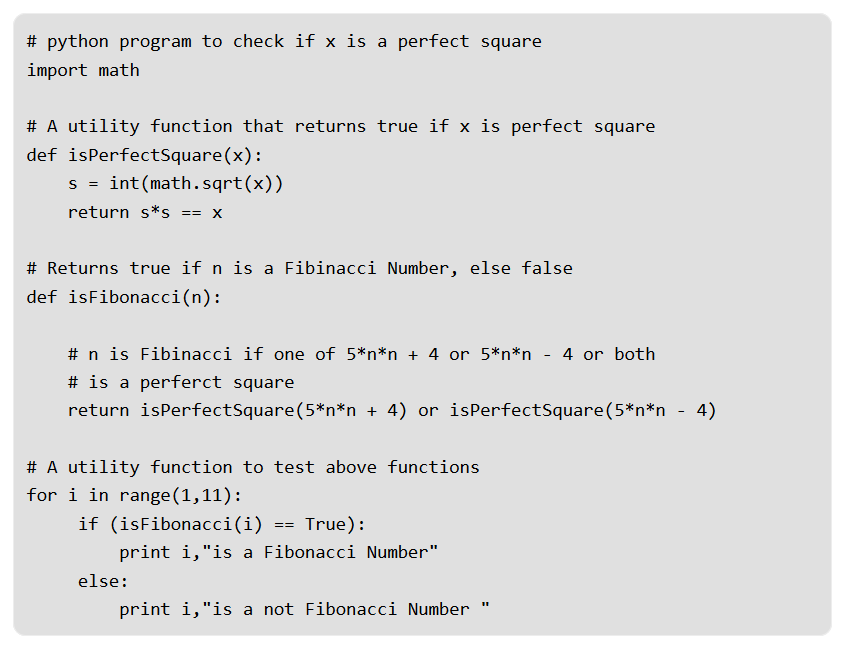 # python program to check if x is a perfect square
import math
# A utility function that returns true if x is perfect square
def isPerfectSquare(x):
    s = int(math.sqrt(x))
    return s*s == x
# Returns true if n is a Fibinacci Number, else false
def isFibonacci(n):
    # n is Fibinacci if one of 5*n*n + 4 or 5*n*n - 4 or both
    # is a perferct square
    return isPerfectSquare(5*n*n + 4) or isPerfectSquare(5*n*n - 4)
# A utility function to test above functions
for i in range(1,11):
     if (isFibonacci(i) == True):
         print i,"is a Fibonacci Number"
     else:
         print i,"is a not Fibonacci Number "